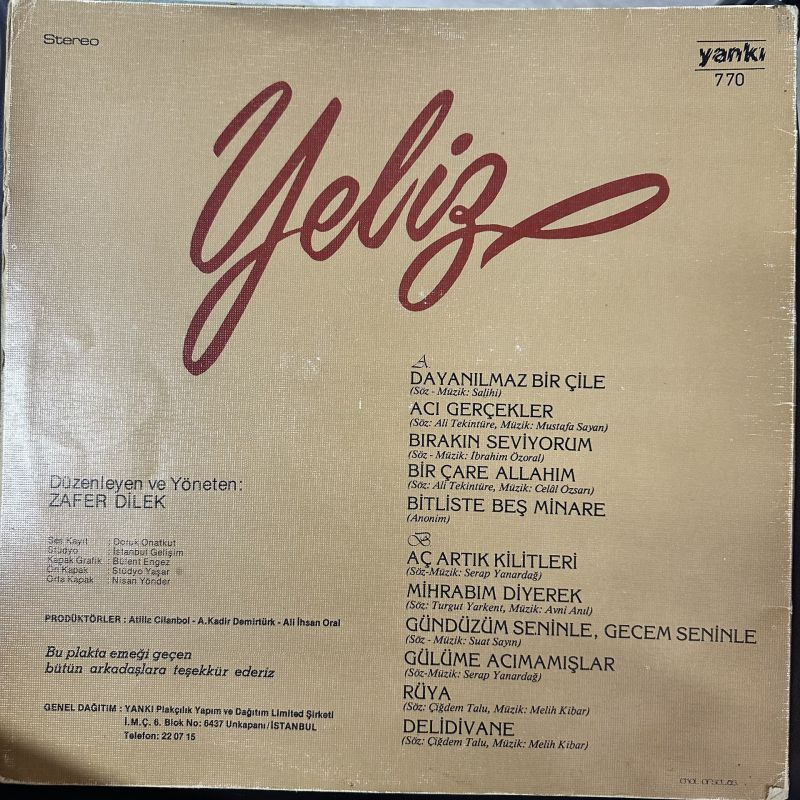 Stereo
yankı
770
Yeliz
A
DAYANILMAZ BİR ÇİLE
(Söz - Müzik: Salihi)
ACI GERÇEKLER
(Söz: Ali Tekintüre, Müzik: Mustafa Sayan)
BIRAKIN SEVİYORUM
(Söz - Müzik: İbrahim Özoral)
BİR ÇARE ALLAHIM
(Söz: Ali Tekintüre, Müzik: Celâl Özsarı)
BİTLİSTE BEŞ MİNARE
(Anonim)
B
AÇ ARTIK KİLİTLERİ
(Söz-Müzik: Serap Yanardağ)
MİHRABIM DİYEREK
(Söz: Turgut Yarkent, Müzik: Avni Anıl)
GÜNDÜZÜM SENİNLE, GECEM SENİNLE
(Söz - Müzik: Suat Sayın)
GÜLÜME ACIMAMIŞLAR
(Söz-Müzik: Serap Yanardağ)
RÜYA
(Söz: Çiğdem Talu, Müzik: Melih Kibar)
DELİDİVANE
(Söz: Çiğdem Talu, Müzik: Melih Kibar)
Düzenleyen ve Yöneten:
ZAFER DİLEK
Ses Kayıt : Doruk Onatkut
Stüdyo : İstanbul Gelişim
Kapak Grafik : Bülent Engez
Ön Kapak : Stüdyo Yaşar
Orta Kapak : Nisan Yönder
PRODÜKTÖRLER : Atilla Cilanbol - A.Kadir Demirtürk - Ali İhsan Oral
Bu plakta emeği geçen
bütün arkadaşlara teşekkür ederiz
GENEL DAĞITIM : YANKI Plakçılık Yapım ve Dağıtım Limited Şirketi
İ.M.Ç. 6. Blok No: 6437 Unkapanı/İSTANBUL
Telefon: 22 07 15